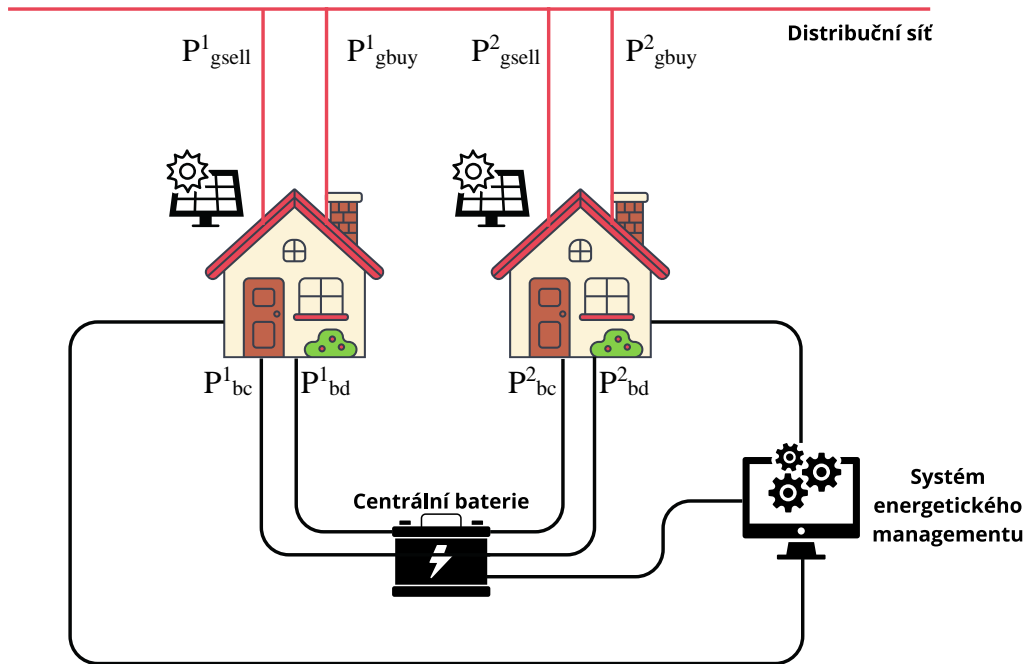 Distribuční síť
P¹gsell P¹gbuy P²gsell P²gbuy
P¹bc P¹bd P²bc P²bd
Centrální baterie
Systém
energetického
managementu